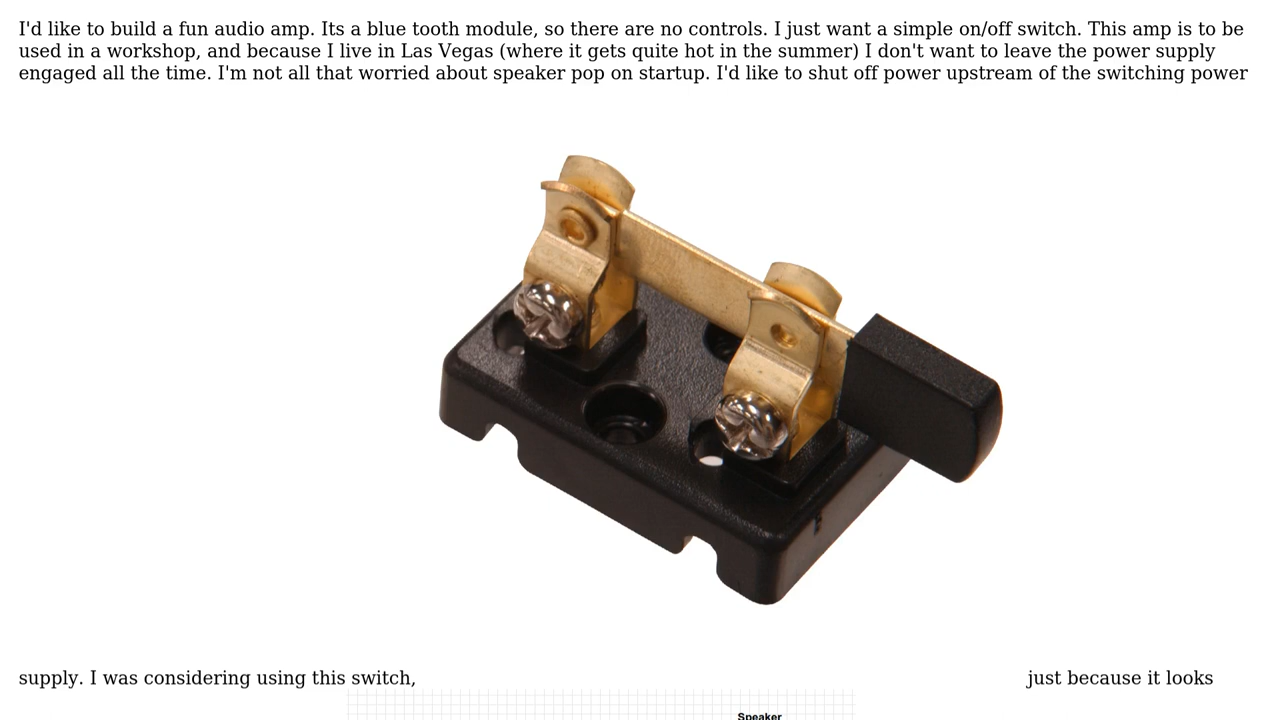 I'd like to build a fun audio amp. Its a blue tooth module, so there are no controls. I just want a simple on/off switch. This amp is to be
used in a workshop, and because I live in Las Vegas (where it gets quite hot in the summer) I don't want to leave the power supply
engaged all the time. I'm not all that worried about speaker pop on startup. I'd like to shut off power upstream of the switching power
supply. I was considering using this switch, just because it looks
Speaker